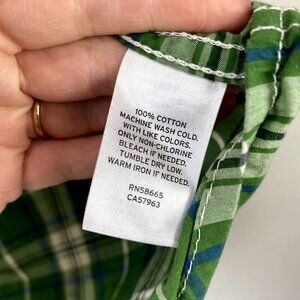 100% COTTON
MACHINE WASH COLD.
WITH LIKE COLORS.
ONLY NON-CHLORINE
BLEACH IF NEEDED.
TUMBLE DRY LOW.
WARM IRON IF NEEDED.
RN58665
CA57963